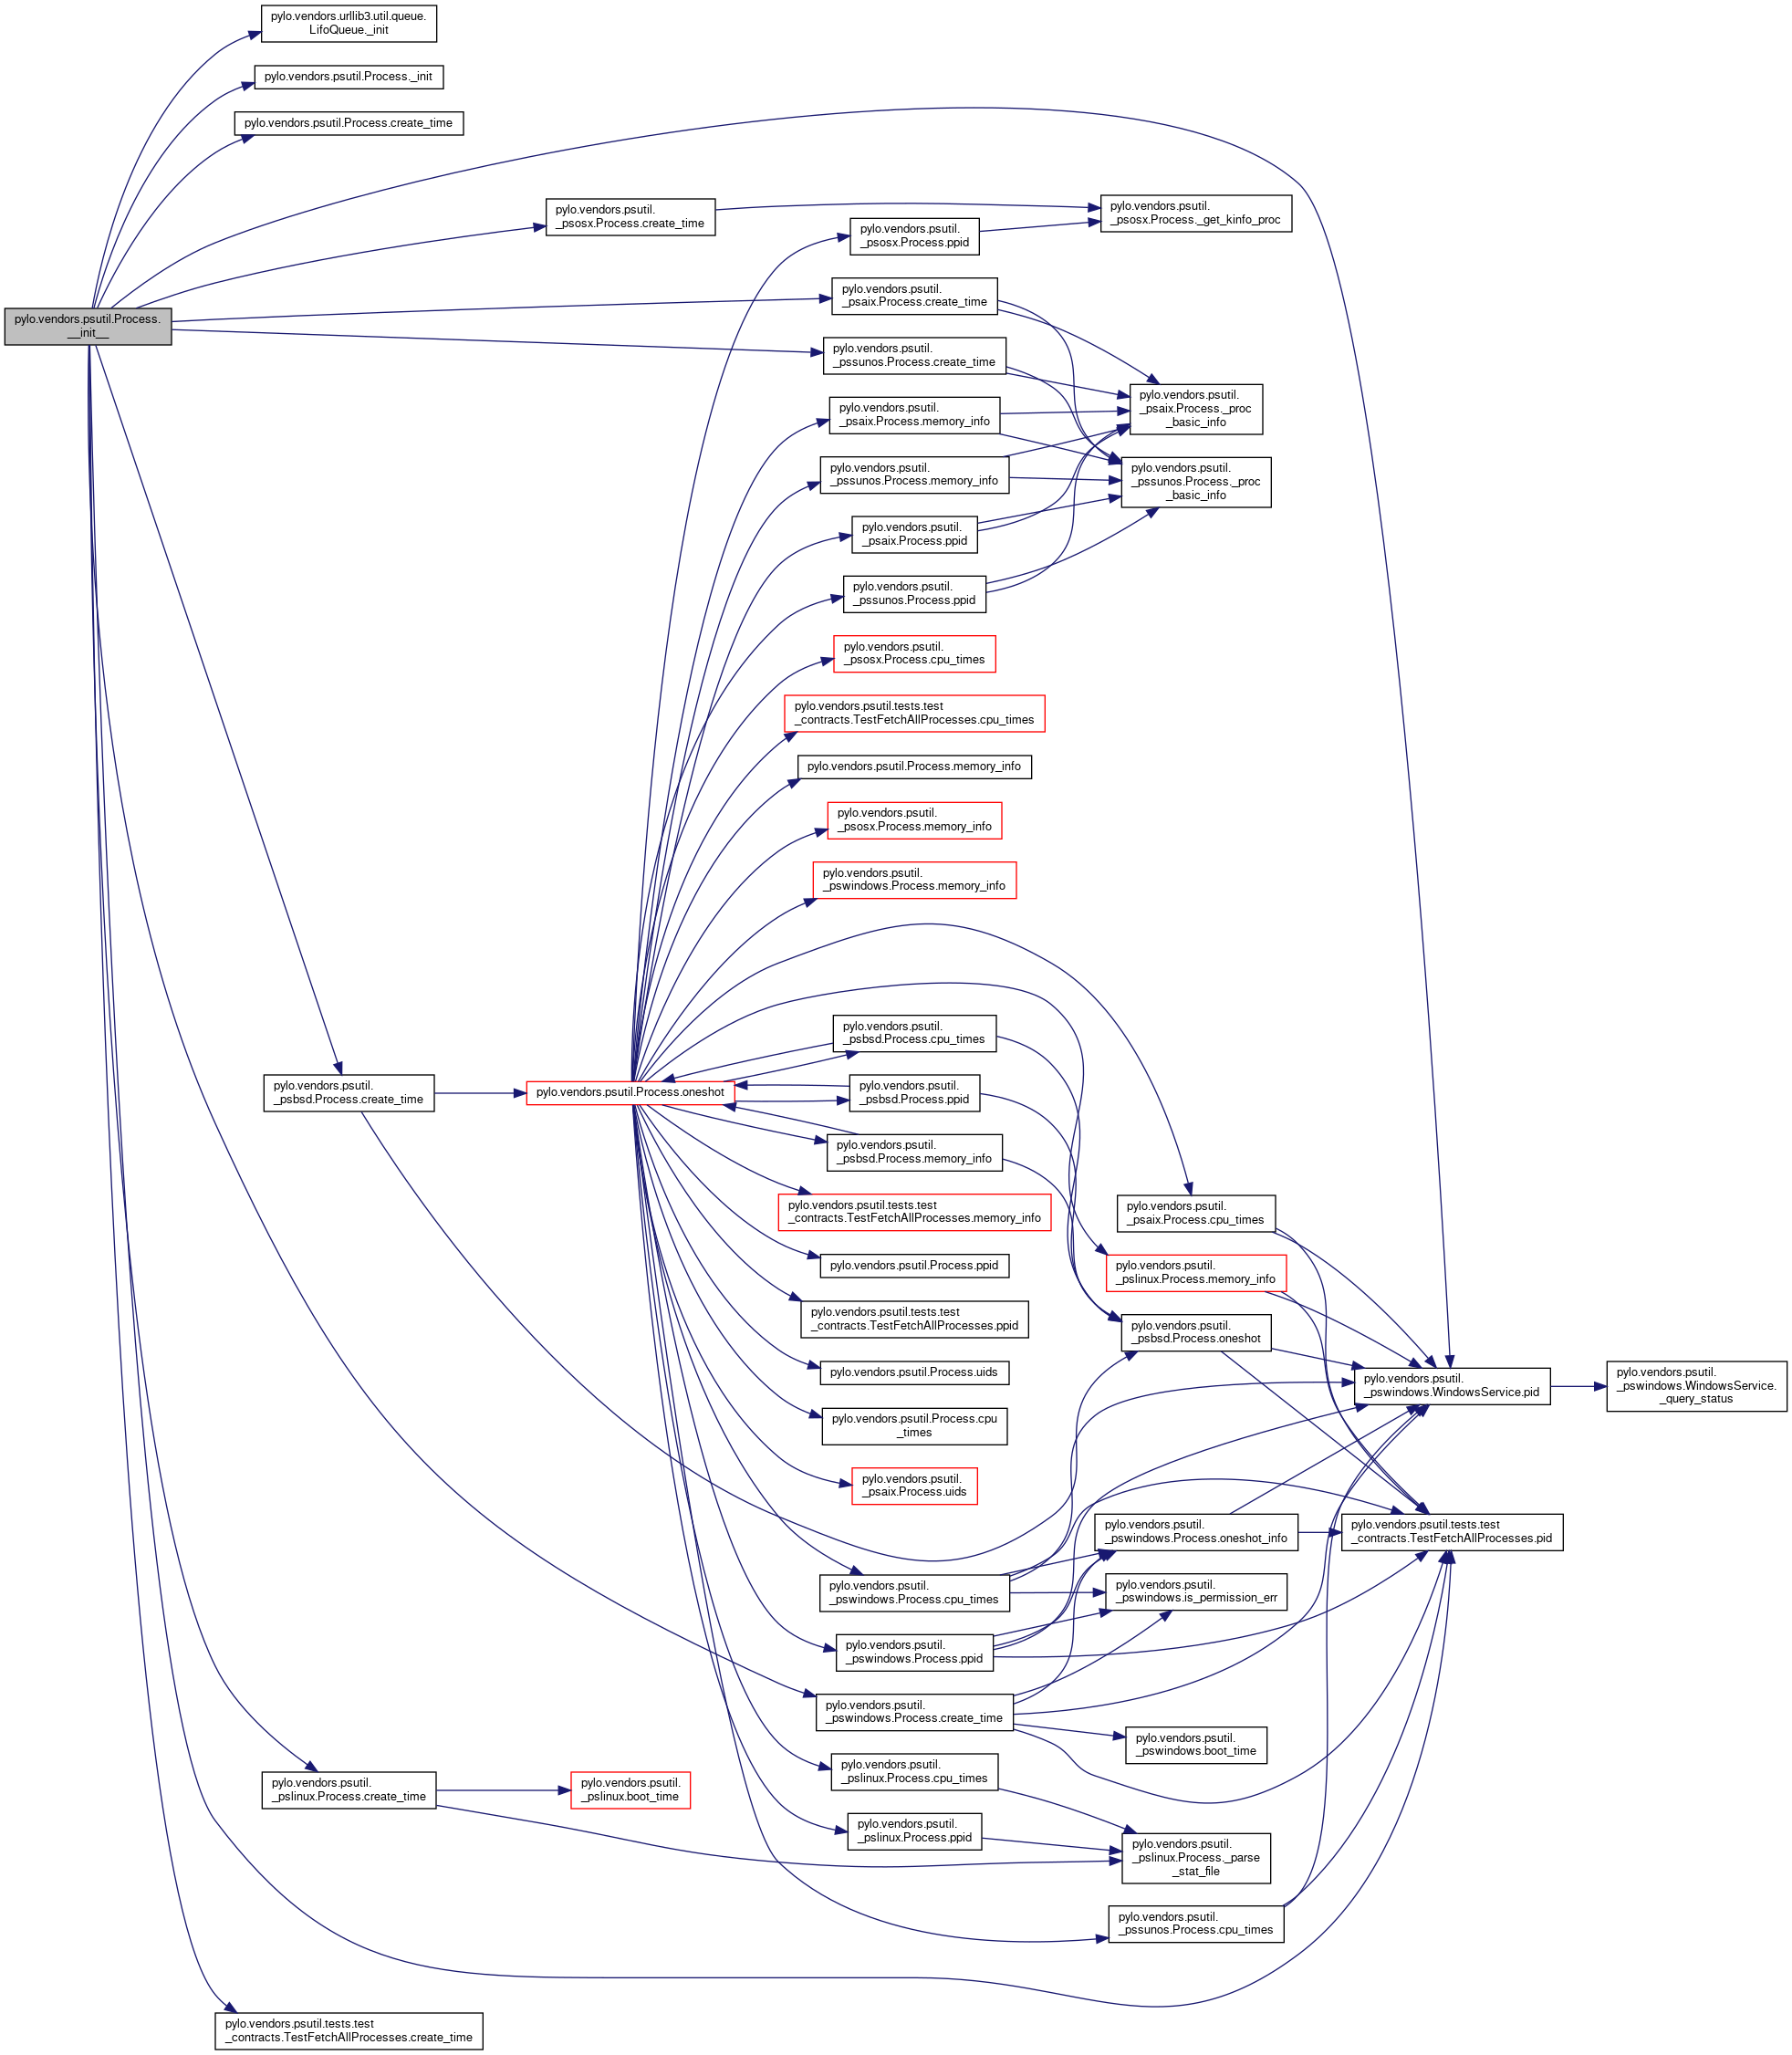 pylo.vendors.urllib3.util.queue.
LifoQueue._init
pylo.vendors.psutil.Process._init
pylo.vendors.psutil.Process.create_time
pylo.vendors.psutil.
_psosx.Process.create_time
pylo.vendors.psutil.
_psosx.Process._get_kinfo_proc
pylo.vendors.psutil.
_psosx.Process.ppid
pylo.vendors.psutil.
_psaix.Process.create_time
pylo.vendors.psutil.Process.
__init__
pylo.vendors.psutil.
_pssunos.Process.create_time
pylo.vendors.psutil.
_psaix.Process._proc
_basic_info
pylo.vendors.psutil.
_psaix.Process.memory_info
pylo.vendors.psutil.
_pssunos.Process.memory_info
pylo.vendors.psutil.
_pssunos.Process._proc
_basic_info
pylo.vendors.psutil.
_psaix.Process.ppid
pylo.vendors.psutil.
_pssunos.Process.ppid
pylo.vendors.psutil.
_psosx.Process.cpu_times
pylo.vendors.psutil.tests.test
_contracts.TestFetchAllProcesses.cpu_times
pylo.vendors.psutil.Process.memory_info
pylo.vendors.psutil.
_psosx.Process.memory_info
pylo.vendors.psutil.
_pswindows.Process.memory_info
pylo.vendors.psutil.
_psbsd.Process.cpu_times
pylo.vendors.psutil.
_psbsd.Process.create_time
pylo.vendors.psutil.Process.oneshot
pylo.vendors.psutil.
_psbsd.Process.ppid
pylo.vendors.psutil.
_psbsd.Process.memory_info
pylo.vendors.psutil.tests.test
_contracts.TestFetchAllProcesses.memory_info
pylo.vendors.psutil.
_psaix.Process.cpu_times
pylo.vendors.psutil.Process.ppid
pylo.vendors.psutil.
_pslinux.Process.memory_info
pylo.vendors.psutil.tests.test
_contracts.TestFetchAllProcesses.ppid
pylo.vendors.psutil.
_psbsd.Process.oneshot
pylo.vendors.psutil.Process.uids
pylo.vendors.psutil.
_pswindows.WindowsService.pid
pylo.vendors.psutil.
_pswindows.WindowsService.
_query_status
pylo.vendors.psutil.Process.cpu
_times
pylo.vendors.psutil.
_psaix.Process.uids
pylo.vendors.psutil.
_pswindows.Process.oneshot_info
pylo.vendors.psutil.tests.test
_contracts.TestFetchAllProcesses.pid
pylo.vendors.psutil.
_pswindows.Process.cpu_times
pylo.vendors.psutil.
_pswindows.is_permission_err
pylo.vendors.psutil.
_pswindows.Process.ppid
pylo.vendors.psutil.
_pswindows.Process.create_time
pylo.vendors.psutil.
_pswindows.boot_time
pylo.vendors.psutil.
_pslinux.Process.create_time
pylo.vendors.psutil.
_pslinux.boot_time
pylo.vendors.psutil.
_pslinux.Process.cpu_times
pylo.vendors.psutil.
_pslinux.Process.ppid
pylo.vendors.psutil.
_pslinux.Process._parse
_stat_file
pylo.vendors.psutil.
_pssunos.Process.cpu_times
pylo.vendors.psutil.tests.test
_contracts.TestFetchAllProcesses.create_time